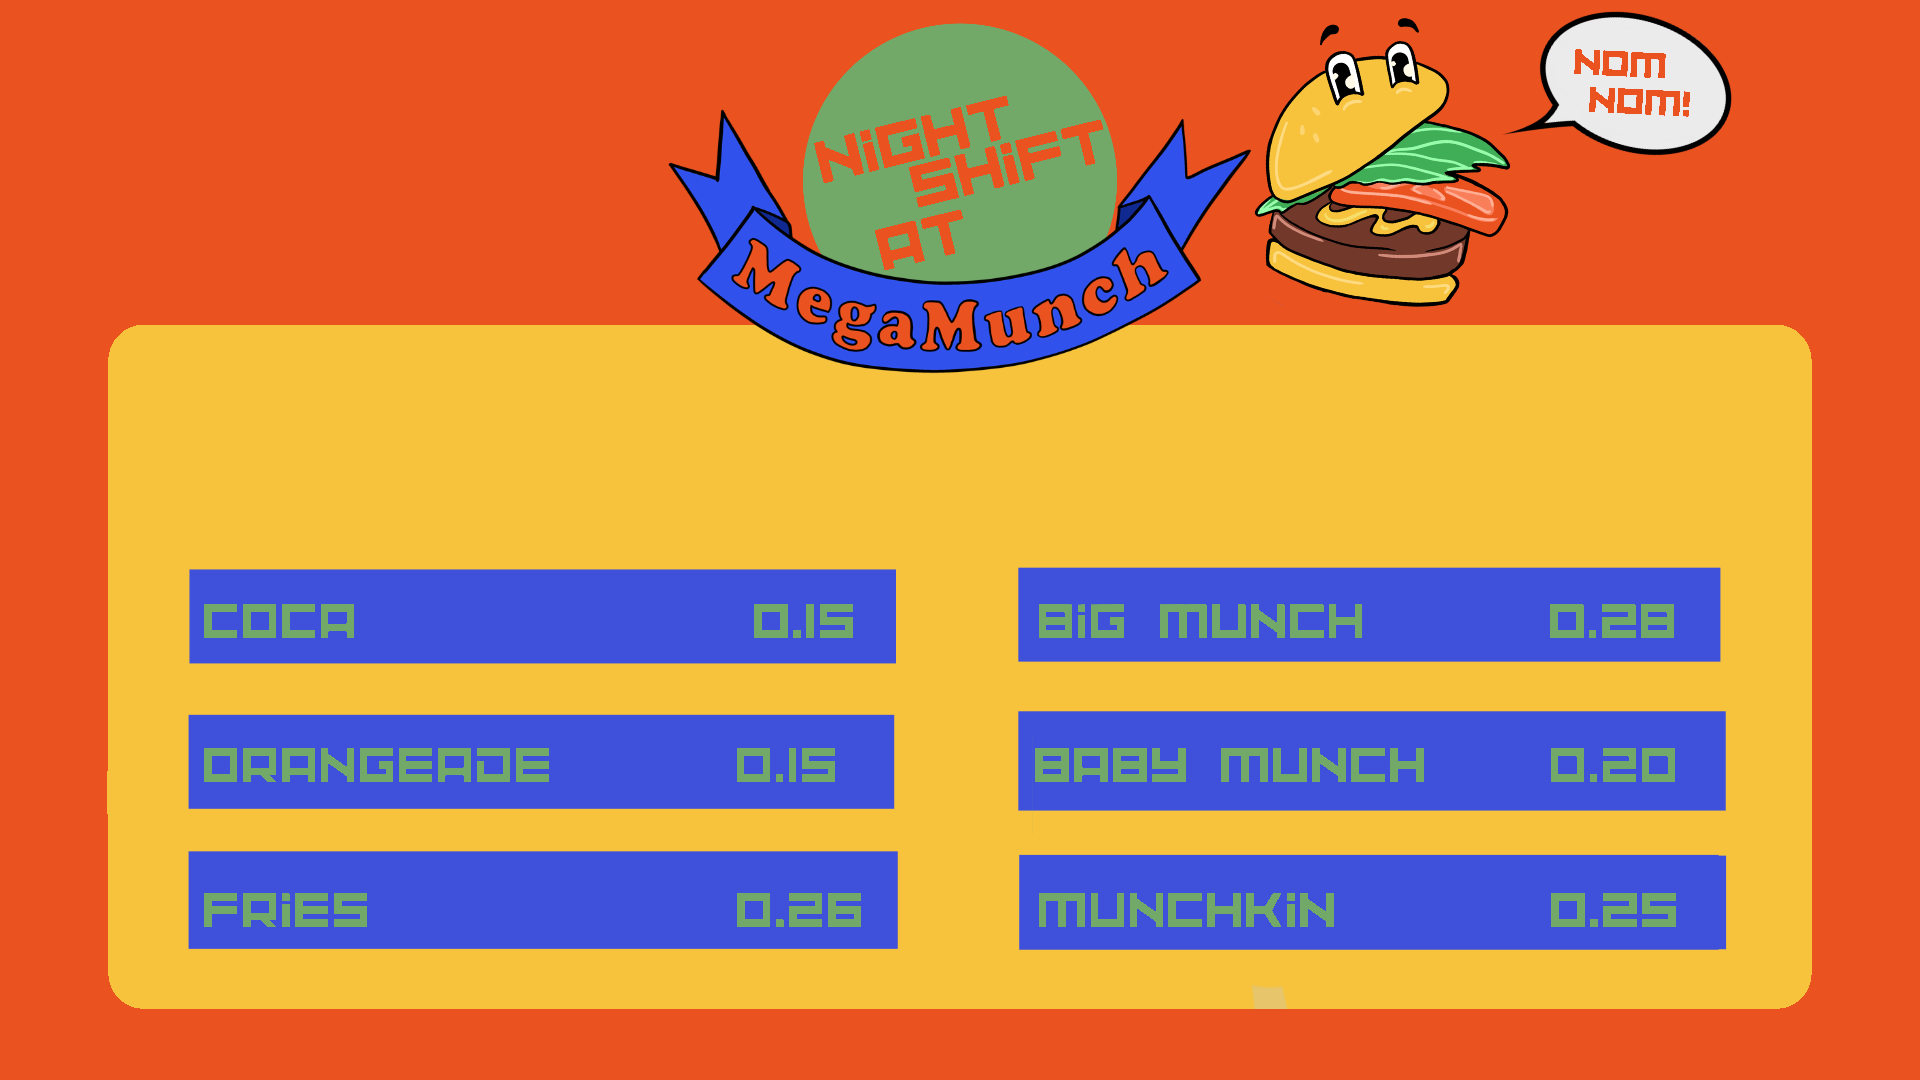 NiGHT
SHiFT
AT
MegaMunch
NOM
NOM!
COCA 0.15
ORANGEADE 0.15
FRiES 0.26
BiG MUNCH 0.28
BABY MUNCH 0.20
MUNCHKiN 0.25